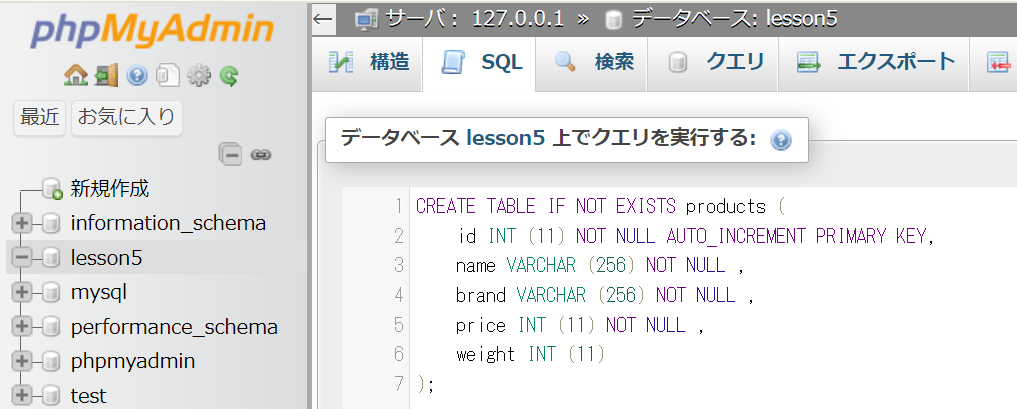 phpMyAdmin
最近 お気に入り
新規作成
information_schema
lesson5
mysql
performance_schema
phpmyadmin
test
← サーバ: 127.0.0.1 » データベース: lesson5
構造 SQL 検索 クエリ エクスポート
データベース lesson5 上でクエリを実行する:
1 CREATE TABLE IF NOT EXISTS products (
2 id INT (11) NOT NULL AUTO_INCREMENT PRIMARY KEY,
3 name VARCHAR (256) NOT NULL ,
4 brand VARCHAR (256) NOT NULL ,
5 price INT (11) NOT NULL ,
6 weight INT (11)
7 );